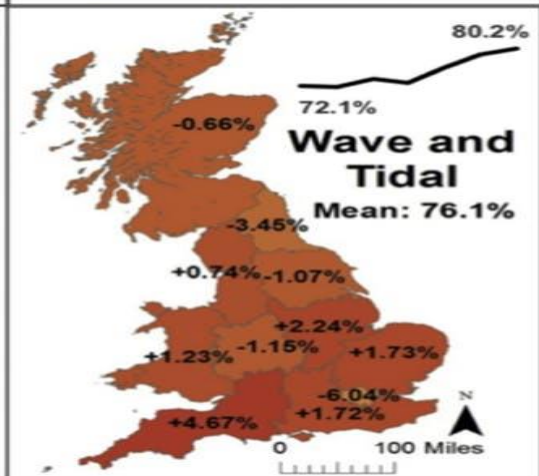 80.2%
72.1%
-0.66%
Wave and
Tidal
Mean: 76.1%
-3.45%
+0.74%
-1.07%
+2.24%
-1.15%
+1.23%
+1.73%
-6.04%
+1.72%
+4.67%
N
0 100 Miles